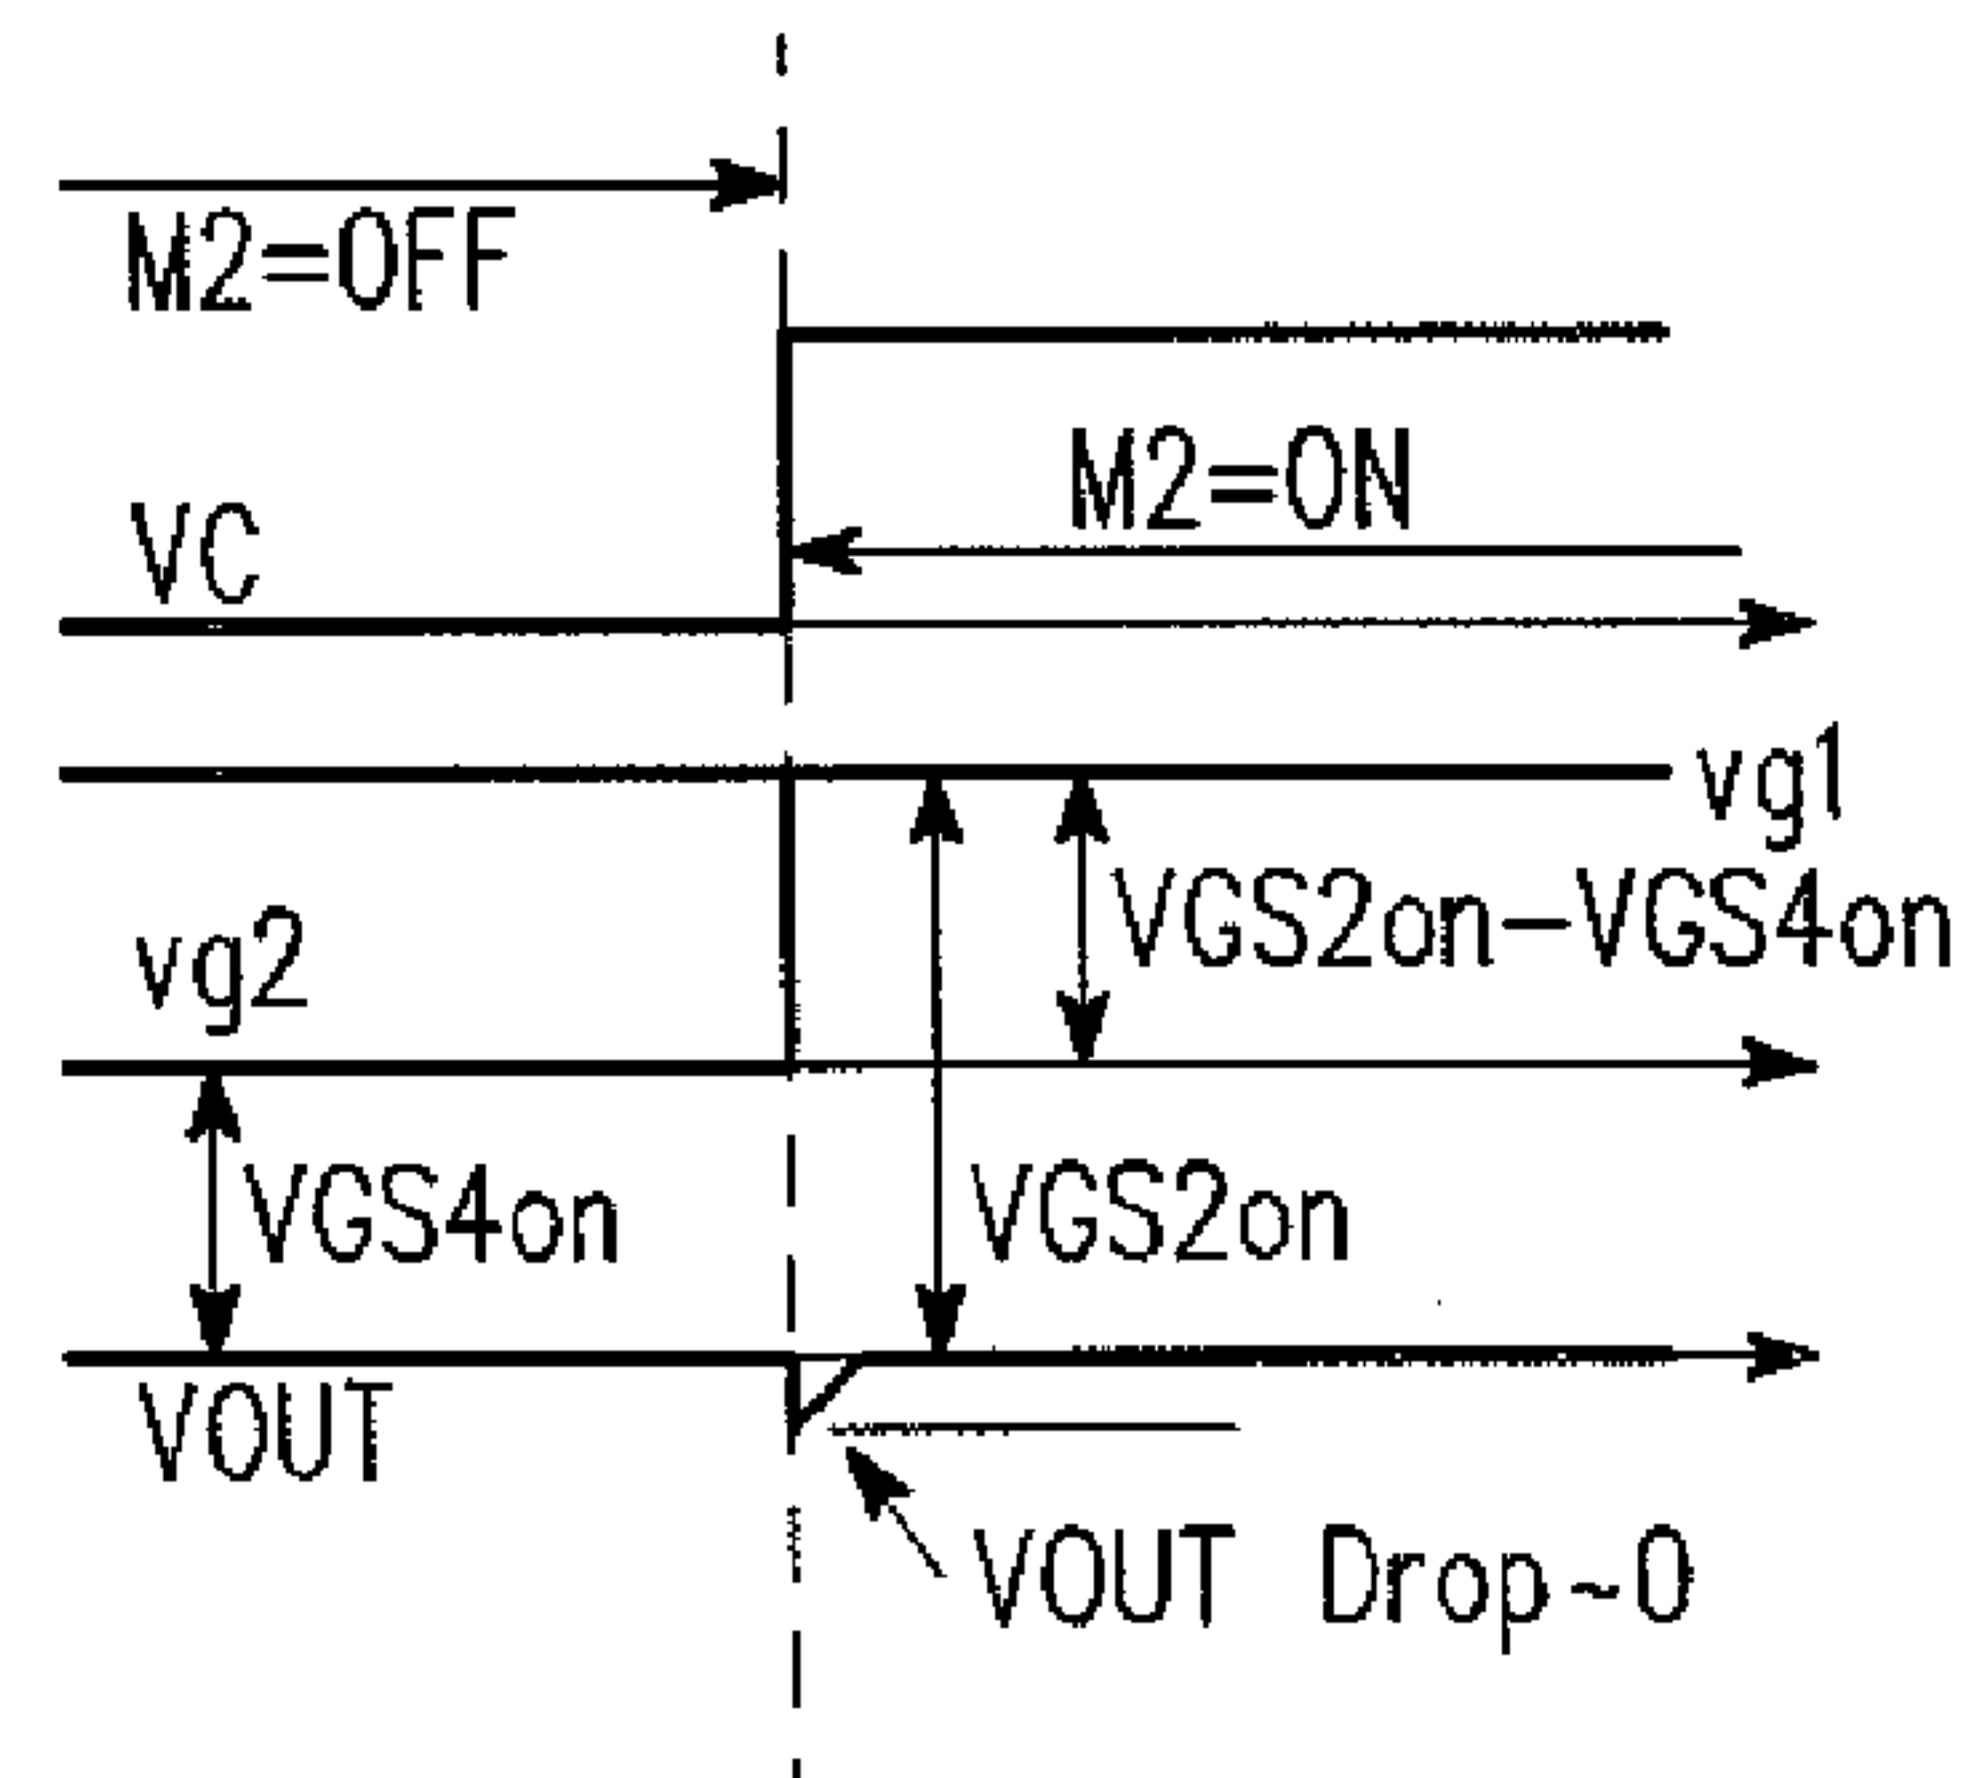 M2=OFF
M2=ON
VC
vg1
VGS2on-VGS4on
vg2
VGS4on
VGS2on
VOUT
VOUT Drop~0